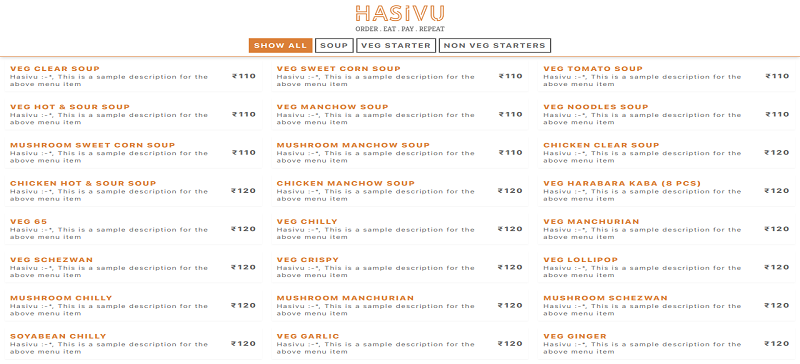 HASIVU
ORDER . EAT . PAY . REPEAT
SHOW ALL
SOUP
VEG STARTER
NON VEG STARTERS
VEG CLEAR SOUP
Hasivu :-*, This is a sample description for the
above menu item
₹110
VEG SWEET CORN SOUP
Hasivu :-*, This is a sample description for the
above menu item
₹110
VEG TOMATO SOUP
Hasivu :-*, This is a sample description for the
above menu item
₹110
VEG HOT & SOUR SOUP
Hasivu :-*, This is a sample description for the
above menu item
₹110
VEG MANCHOW SOUP
Hasivu :-*, This is a sample description for the
above menu item
₹110
VEG NOODLES SOUP
Hasivu :-*, This is a sample description for the
above menu item
₹110
MUSHROOM SWEET CORN SOUP
Hasivu :-*, This is a sample description for the
above menu item
₹110
MUSHROOM MANCHOW SOUP
Hasivu :-*, This is a sample description for the
above menu item
₹110
CHICKEN CLEAR SOUP
Hasivu :-*, This is a sample description for the
above menu item
₹120
CHICKEN HOT & SOUR SOUP
Hasivu :-*, This is a sample description for the
above menu item
₹120
CHICKEN MANCHOW SOUP
Hasivu :-*, This is a sample description for the
above menu item
₹120
VEG HARABARA KABA (8 PCS)
Hasivu :-*, This is a sample description for the
above menu item
₹120
VEG 65
Hasivu :-*, This is a sample description for the
above menu item
₹120
VEG CHILLY
Hasivu :-*, This is a sample description for the
above menu item
₹120
VEG MANCHURIAN
Hasivu :-*, This is a sample description for the
above menu item
₹120
VEG SCHEZWAN
Hasivu :-*, This is a sample description for the
above menu item
₹120
VEG CRISPY
Hasivu :-*, This is a sample description for the
above menu item
₹120
VEG LOLLIPOP
Hasivu :-*, This is a sample description for the
above menu item
₹120
MUSHROOM CHILLY
Hasivu :-*, This is a sample description for the
above menu item
₹120
MUSHROOM MANCHURIAN
Hasivu :-*, This is a sample description for the
above menu item
₹120
MUSHROOM SCHEZWAN
Hasivu :-*, This is a sample description for the
above menu item
₹120
SOYABEAN CHILLY
Hasivu :-*, This is a sample description for the
above menu item
₹120
VEG GARLIC
Hasivu :-*, This is a sample description for the
above menu item
₹120
VEG GINGER
Hasivu :-*, This is a sample description for the
above menu item
₹120